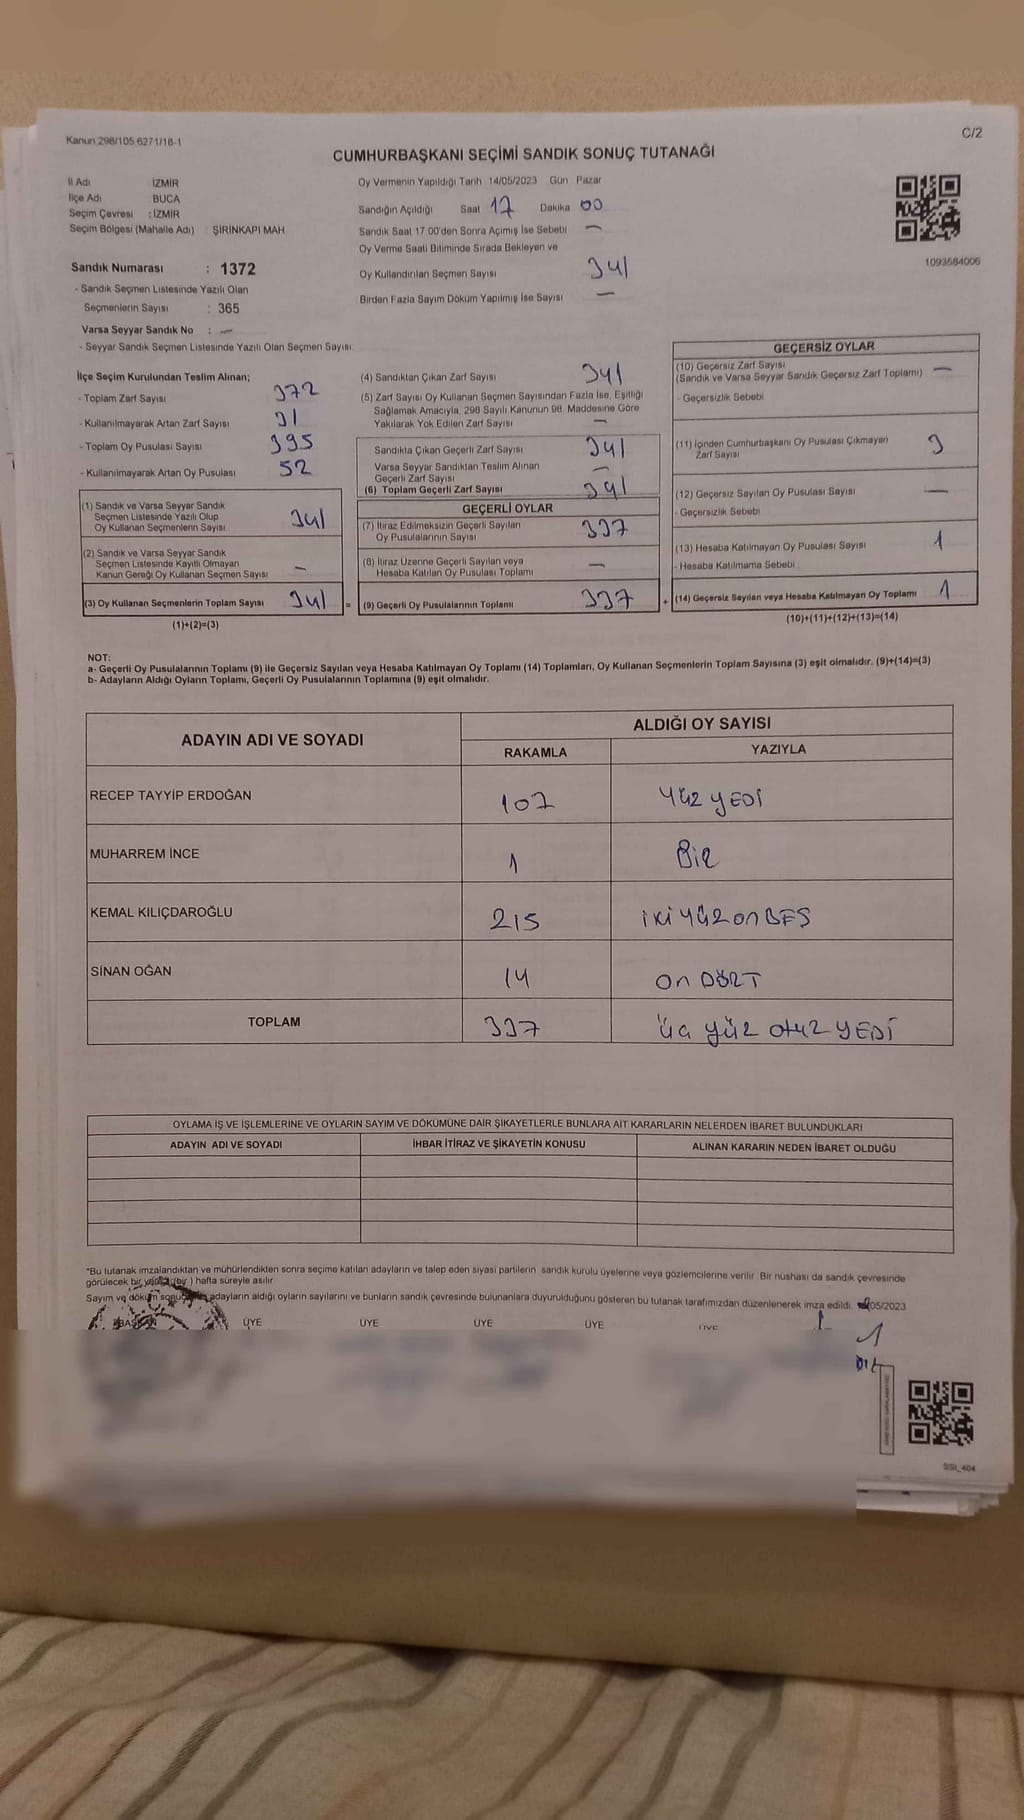 Kanun 298/105 6271/18-1
C/2
CUMHURBAŞKANI SEÇİMİ SANDIK SONUÇ TUTANAĞI
İl Adı İZMİR
İlçe Adı BUCA
Seçim Çevresi : İZMİR
Seçim Bölgesi (Mahalle Adı) : ŞİRİNKAPI MAH.
Sandık Numarası : 1372
- Sandık Seçmen Listesinde Yazılı Olan
Seçmenlerin Sayısı : 365
Varsa Seyyar Sandık No : —
- Seyyar Sandık Seçmen Listesinde Yazılı Olan Seçmen Sayısı:
Oy Vermenin Yapıldığı Tarih 14/05/2023 Gün Pazar
Sandığın Açıldığı Saat 17 Dakika 00
Sandık Saat 17:00'den Sonra Açımış İse Sebebi —
Oy Verme Saati Bitiminde Sırada Bekleyen ve
Oy Kullandırılan Seçmen Sayısı 341
Birden Fazla Sayım Döküm Yapılmış İse Sayısı —
1093584006
İlçe Seçim Kurulundan Teslim Alınan;
- Toplam Zarf Sayısı 372
- Kullanılmayarak Artan Zarf Sayısı 31
- Toplam Oy Pusulası Sayısı 395
- Kullanılmayarak Artan Oy Pusulası 52
(1) Sandık ve Varsa Seyyar Sandık
Seçmen Listesinde Yazılı Olup
Oy Kullanan Seçmenlerin Sayısı 341
(2) Sandık ve Varsa Seyyar Sandık
Seçmen Listesinde Kayıtlı Olmayan
Kanun Gereği Oy Kullanan Seçmen Sayısı —
(3) Oy Kullanan Seçmenlerin Toplam Sayısı 341 =
(1)+(2)=(3)
(4) Sandıktan Çıkan Zarf Sayısı 341
(5) Zarf Sayısı Oy Kullanan Seçmen Sayısından Fazla İse, Eşitliği
Sağlamak Amacıyla, 298 Sayılı Kanunun 98. Maddesine Göre
Yakılarak Yok Edilen Zarf Sayısı —
Sandıkta Çıkan Geçerli Zarf Sayısı 341
Varsa Seyyar Sandıktan Teslim Alınan
Geçerli Zarf Sayısı —
(6) Toplam Geçerli Zarf Sayısı 341
GEÇERLİ OYLAR
(7) İtiraz Edilmeksizin Geçerli Sayılan
Oy Pusulalarının Sayısı 337
(8) İtiraz Üzerine Geçerli Sayılan veya
Hesaba Katılan Oy Pusulası Toplamı —
(9) Geçerli Oy Pusulalarının Toplamı 337 +
GEÇERSİZ OYLAR
(10) Geçersiz Zarf Sayısı —
(Sandık ve Varsa Seyyar Sandık Geçersiz Zarf Toplamı)
- Geçersizlik Sebebi
(11) İçinden Cumhurbaşkanı Oy Pusulası Çıkmayan
Zarf Sayısı 3
(12) Geçersiz Sayılan Oy Pusulası Sayısı —
- Geçersizlik Sebebi
(13) Hesaba Katılmayan Oy Pusulası Sayısı 1
- Hesaba Katılmama Sebebi
(14) Geçersiz Sayılan veya Hesaba Katılmayan Oy Toplamı 1
(10)+(11)+(12)+(13)=(14)
NOT:
a- Geçerli Oy Pusulalarının Toplamı (9) ile Geçersiz Sayılan veya Hesaba Katılmayan Oy Toplamı (14) Toplamları, Oy Kullanan Seçmenlerin Toplam Sayısına (3) eşit olmalıdır. (9)+(14)=(3)
b- Adayların Aldığı Oyların Toplamı, Geçerli Oy Pusulalarının Toplamına (9) eşit olmalıdır.
ADAYIN ADI VE SOYADI
ALDIĞI OY SAYISI
RAKAMLA YAZIYLA
RECEP TAYYİP ERDOĞAN 107 YÜZ YEDİ
MUHARREM İNCE 1 BİR
KEMAL KILIÇDAROĞLU 215 İKİ YÜZ on BEŞ
SİNAN OĞAN 14 on DÖRT
TOPLAM 337 üç yüz otuz YEDİ
OYLAMA İŞ VE İŞLEMLERİNE VE OYLARIN SAYIM VE DÖKÜMÜNE DAİR ŞİKAYETLERLE BUNLARA AİT KARARLARIN NELERDEN İBARET BULUNDUKLARI
ADAYIN ADI VE SOYADI İHBAR İTİRAZ VE ŞİKAYETİN KONUSU ALINAN KARARIN NEDEN İBARET OLDUĞU
*Bu tutanak imzalandıktan ve mühürlendikten sonra seçime katılan adayların ve talep eden siyasi partilerin sandık kurulu üyelerine veya gözlemcilerine verilir. Bir nushası da sandık çevresinde
görülecek bir (bir) hafta süreyle asılır.
Sayım ve döküm adayların aldığı oyların sayılarını ve bunların sandık çevresinde bulunanlara duyurulduğunu gösteren bu tutanak tarafımızdan düzenlenerek imza edildi. 05/2023
BAŞKAN ÜYE ÜYE ÜYE ÜYE ÜYE
SSI_404